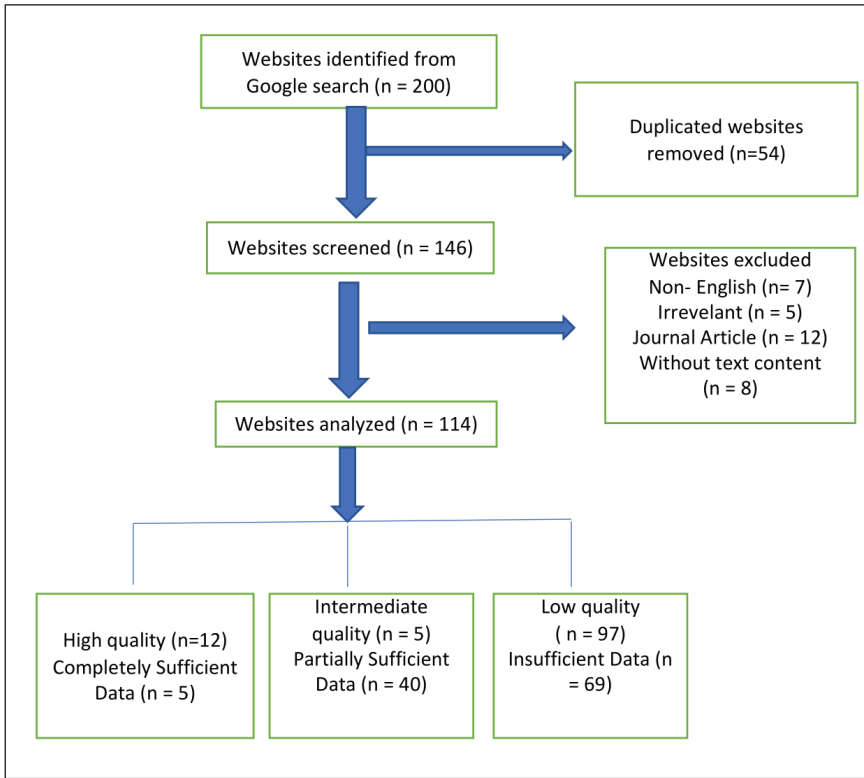 Websites identified from
Google search (n = 200)
Duplicated websites
removed (n=54)
Websites screened (n = 146)
Websites excluded
Non- English (n= 7)
Irrevelant (n = 5)
Journal Article (n = 12)
Without text content
(n = 8)
Websites analyzed (n = 114)
High quality (n=12)
Completely Sufficient
Data (n = 5)
Intermediate
quality (n = 5)
Partially Sufficient
Data (n = 40)
Low quality
( n = 97)
Insufficient Data (n
= 69)